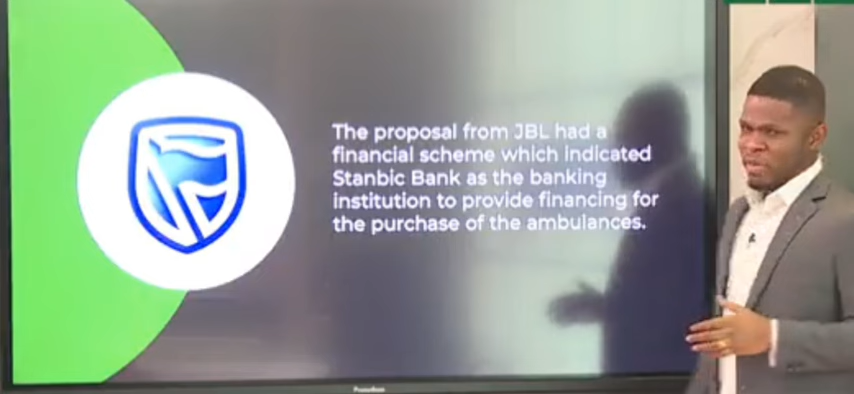 The proposal from JBL had a
financial scheme which indicated
Stanbic Bank as the banking
institution to provide financing for
the purchase of the ambulances.